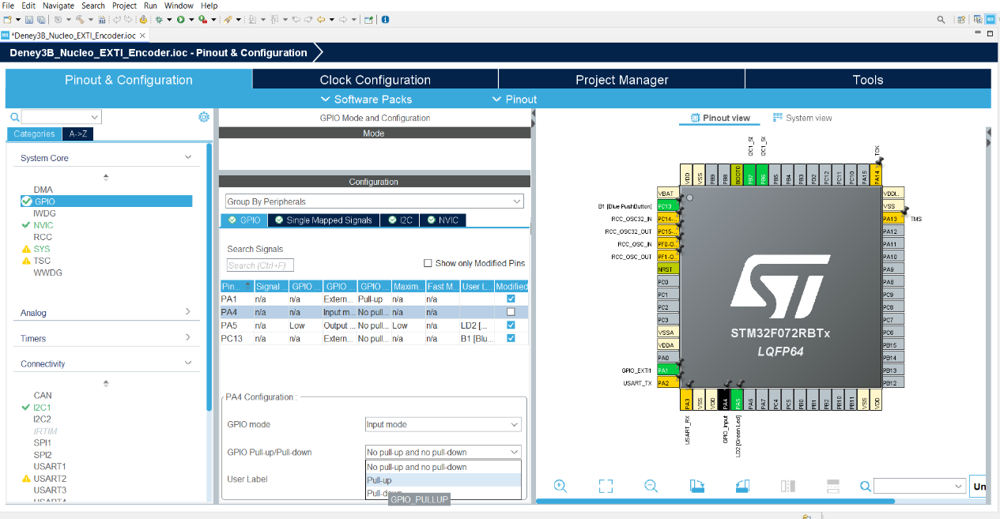 File Edit Navigate Search Project Run Window Help
*Deney3B_Nucleo_EXTI_Encoder.ioc
Deney3B_Nucleo_EXTI_Encoder.ioc - Pinout & Configuration
Pinout & Configuration Clock Configuration Project Manager Tools
Software Packs Pinout
Categories A->Z
System Core
DMA
GPIO
IWDG
NVIC
RCC
SYS
TSC
WWDG
Analog
Timers
Connectivity
CAN
I2C1
I2C2
IRTIM
SPI1
SPI2
USART1
USART2
USART3
USART4
GPIO Mode and Configuration
Mode
Configuration
Group By Peripherals
GPIO Single Mapped Signals I2C NVIC
Search Signals
Search (Ctrl+F) Show only Modified Pins
Pin... Signal ... GPIO ... GPIO ... GPIO ... Maxim... Fast M... User L... Modified
PA1 n/a n/a Extern... Pull-up n/a n/a
PA4 n/a n/a Input m... No pull... n/a n/a
PA5 n/a Low Output ... No pull... Low n/a LD2 [...
PC13 n/a n/a Extern... No pull... n/a n/a B1 [Blu...
PA4 Configuration :
GPIO mode Input mode
GPIO Pull-up/Pull-down No pull-up and no pull-down
No pull-up and no pull-down
User Label Pull-up
Pull-down
GPIO_PULLUP
Pinout view System view
I2C1_S I2C1_S TCK
VDD VSS PB9 PB8 BOOT0 PB7 PB6 PB5 PB4 PB3 PD2 PC12 PC11 PC10 PA15 PA14
VBAT VDDI..
B1 [Blue PushButton] PC13 VSS
RCC_OSC32_IN PC14-.. PA13 TMS
RCC_OSC32_OUT PC15-.. PA12
RCC_OSC_IN PF0-O.. PA11
RCC_OSC_OUT PF1-O.. PA10
NRST PA9
PC0 PA8
PC1 PC9
PC2 PC8
PC3 PC7
VSSA PC6
VDDA PB15
PA0 PB14
GPIO_EXTI1 PA1 PB13
USART_TX PA2 PB12
ST
STM32F072RBTx
LQFP64
PA3 VSS VDD PA4 PA5 PA6 PA7 PC4 PC5 PB0 PB1 PB2 PB10 PB11 VSS VDD
USART_RX GPIO_Input LD2 [Green Led]
Un